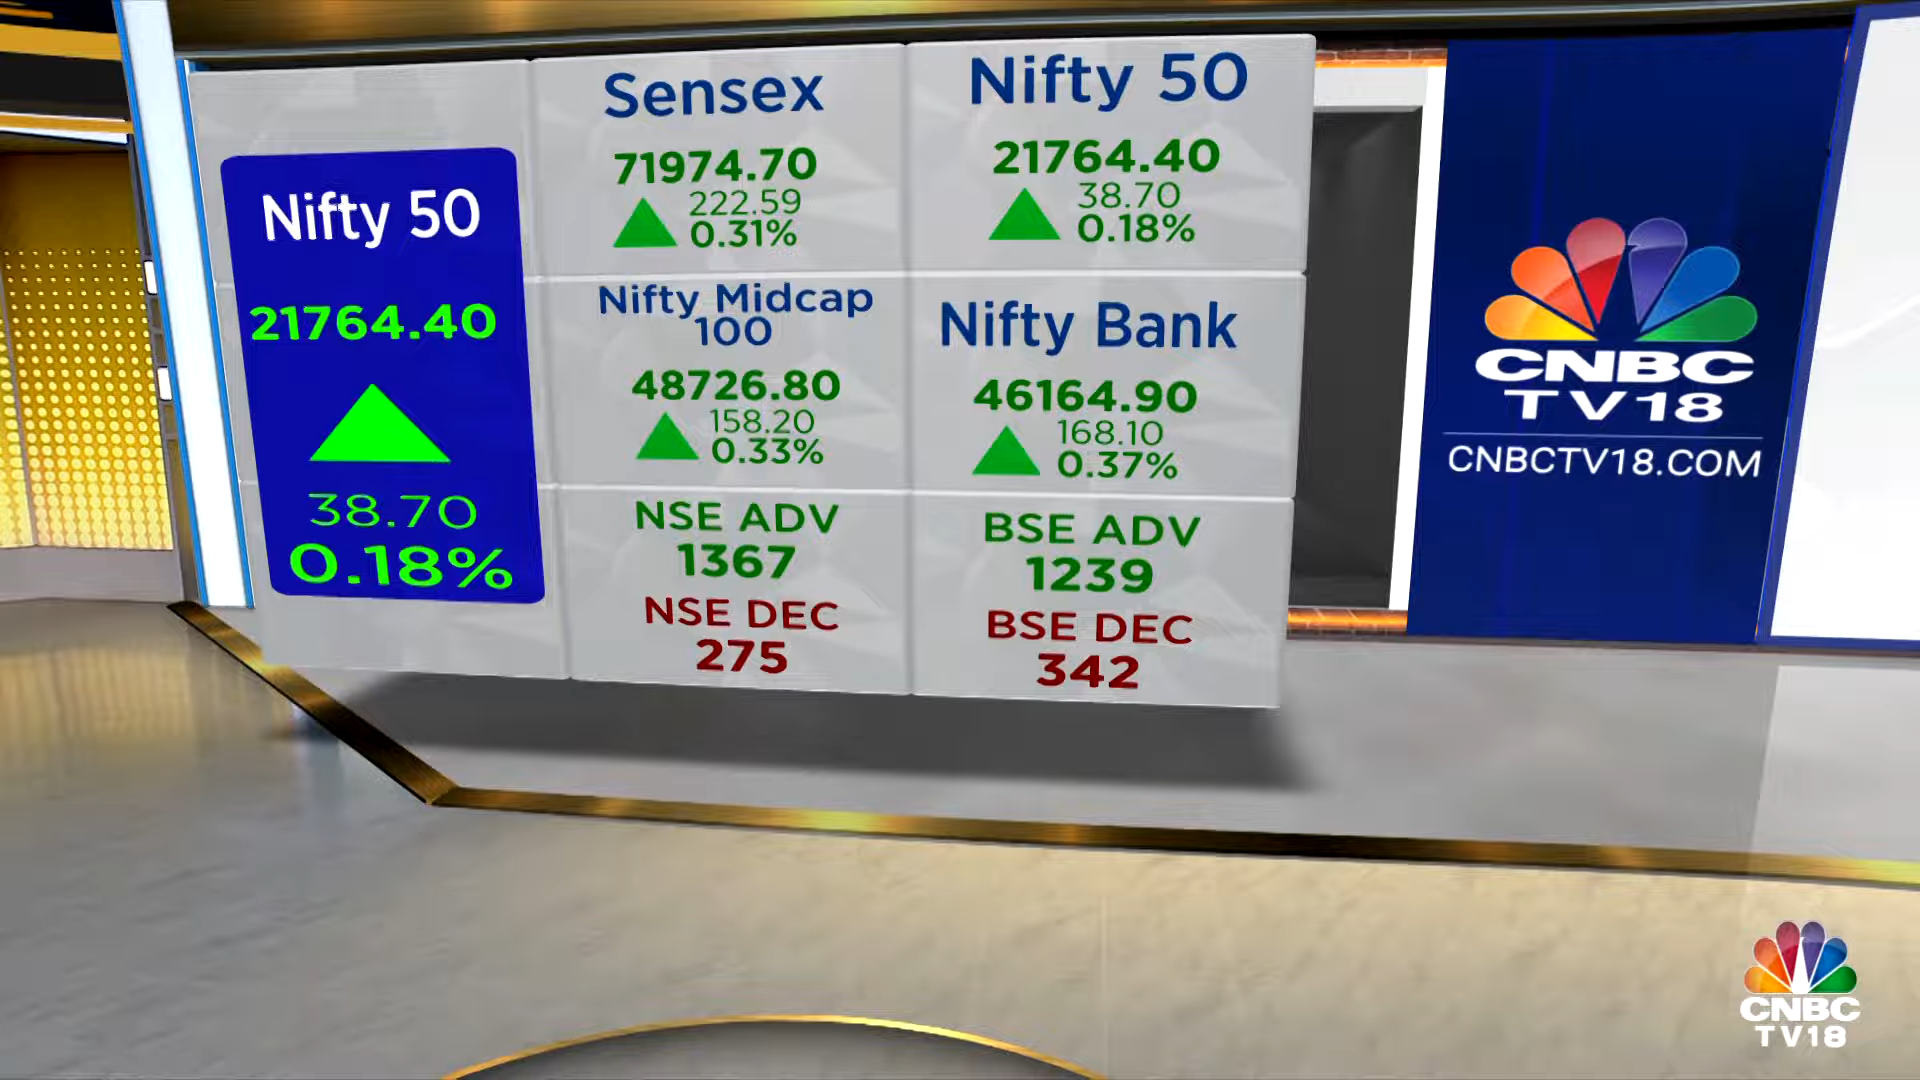 Nifty 50
21764.40
38.70
0.18%
Sensex
71974.70
222.59
0.31%
Nifty 50
21764.40
38.70
0.18%
Nifty Midcap
100
48726.80
158.20
0.33%
Nifty Bank
46164.90
168.10
0.37%
NSE ADV
1367
NSE DEC
275
BSE ADV
1239
BSE DEC
342
CNBC
TV18
CNBCTV18.COM
CNBC
TV18